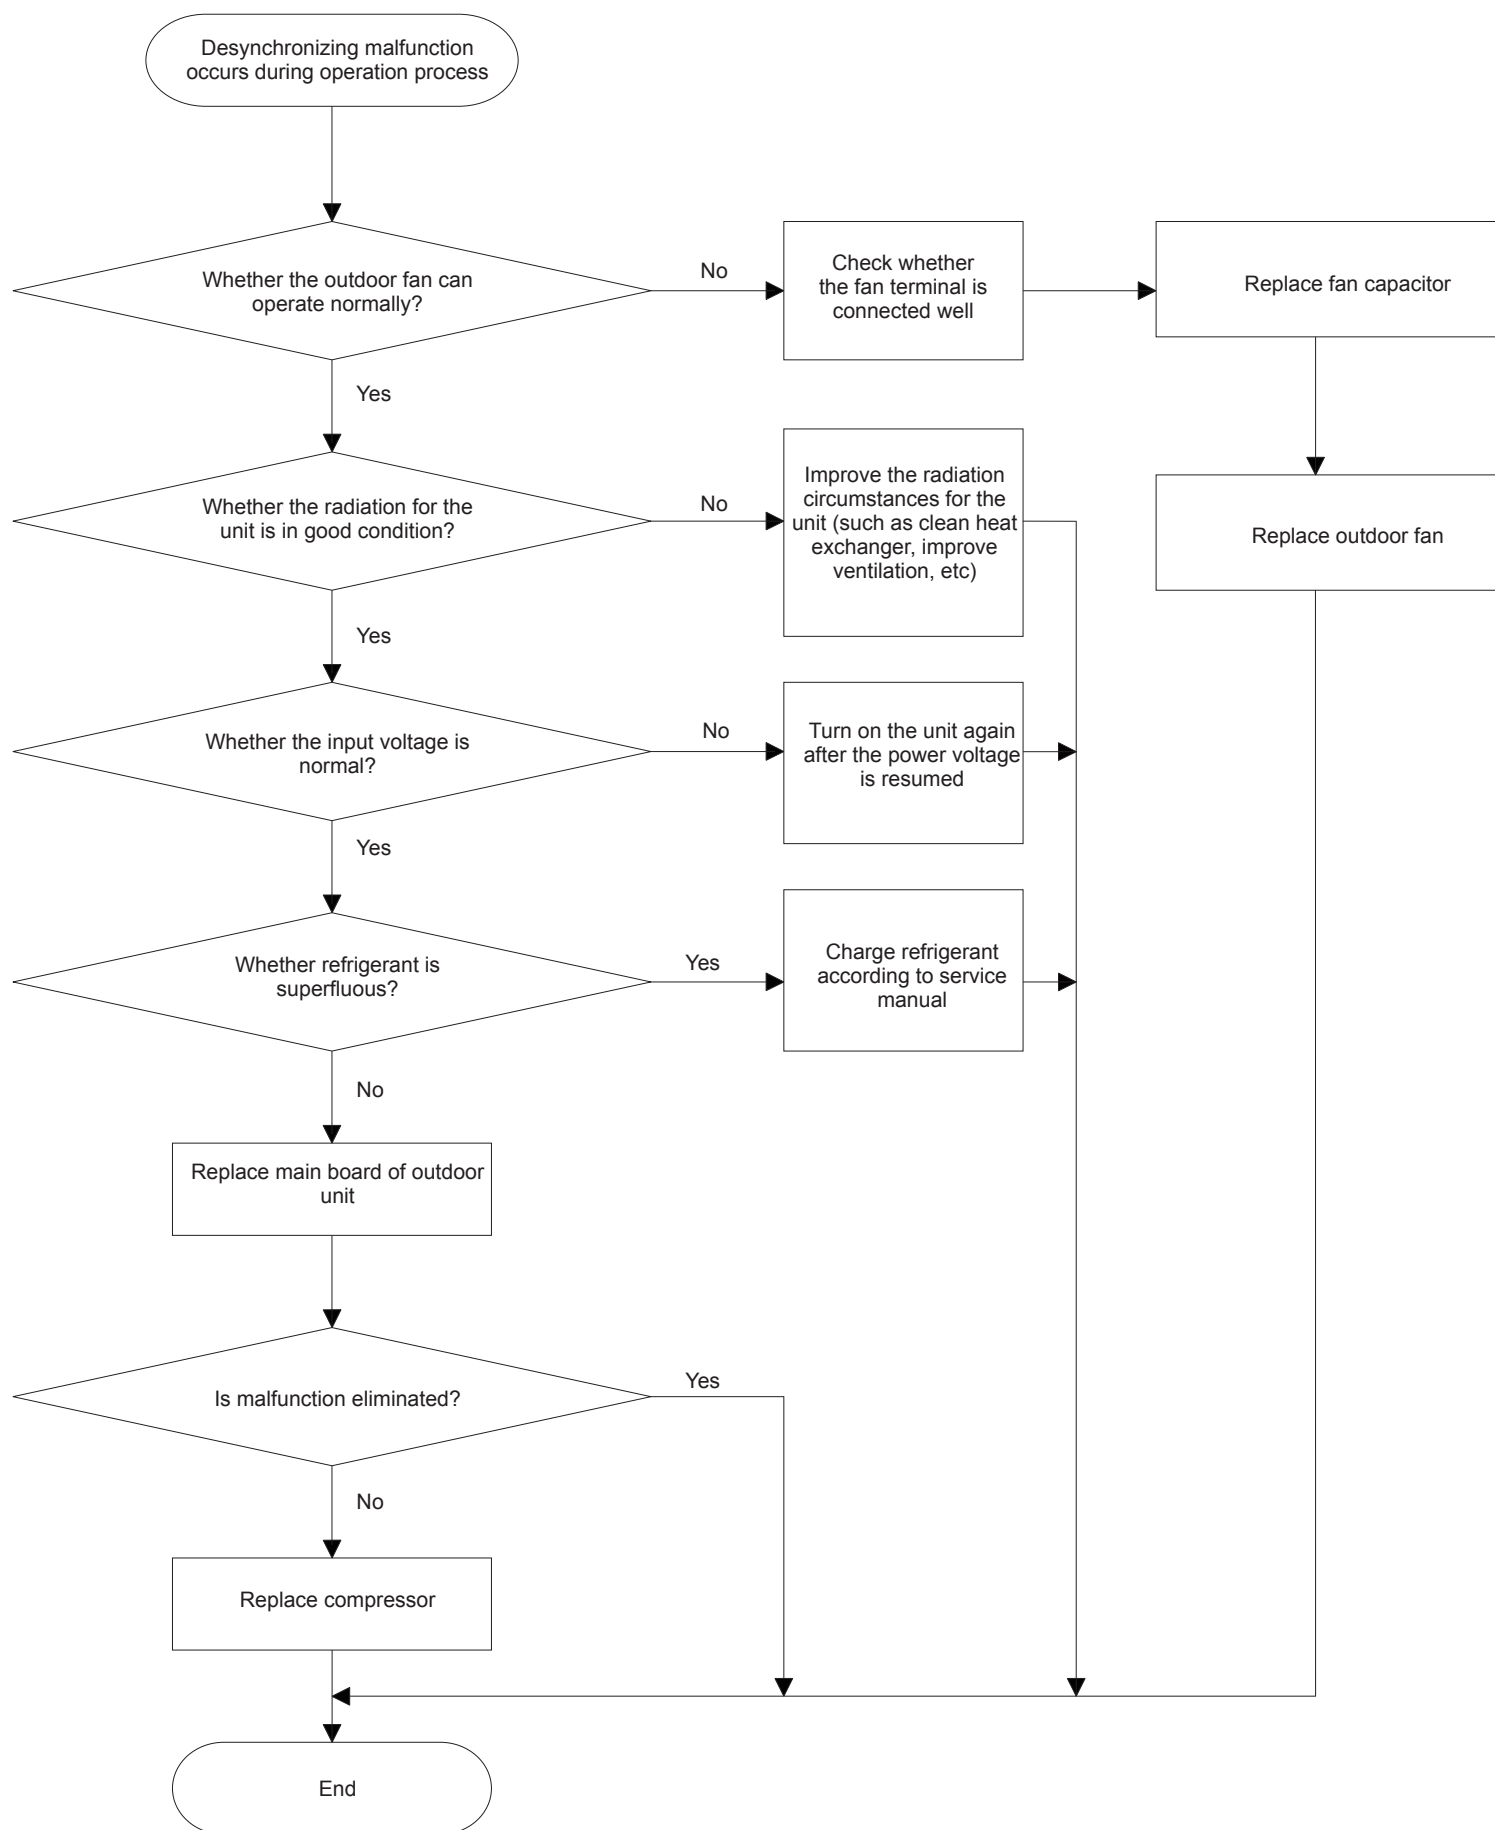 Desynchronizing malfunction
occurs during operation process
Whether the outdoor fan can
operate normally?
No
Check whether
the fan terminal is
connected well
Replace fan capacitor
Yes
Whether the radiation for the
unit is in good condition?
No
Improve the radiation
circumstances for the
unit (such as clean heat
exchanger, improve
ventilation, etc)
Replace outdoor fan
Yes
Whether the input voltage is
normal?
No
Turn on the unit again
after the power voltage
is resumed
Yes
Whether refrigerant is
superfluous?
Yes
Charge refrigerant
according to service
manual
No
Replace main board of outdoor
unit
Is malfunction eliminated?
Yes
No
Replace compressor
End